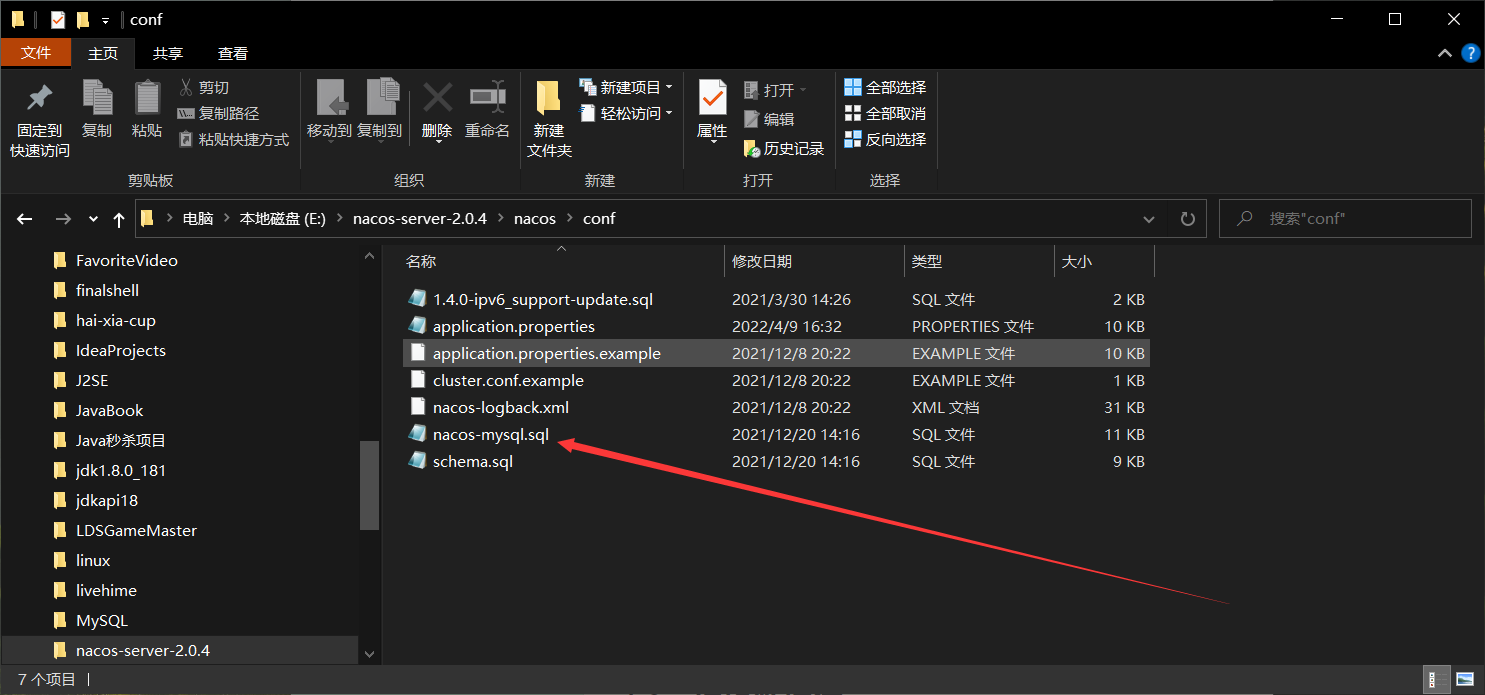 conf
文件 主页 共享 查看
固定到
快速访问
复制
粘贴
剪切
复制路径
粘贴快捷方式
剪贴板
移动到
复制到
删除
重命名
组织
新建
文件夹
新建项目
轻松访问
新建
属性
打开
编辑
历史记录
打开
全部选择
全部取消
反向选择
选择
电脑 本地磁盘 (E:) nacos-server-2.0.4 nacos conf
搜索"conf"
FavoriteVideo
finalshell
hai-xia-cup
IdeaProjects
J2SE
JavaBook
Java秒杀项目
jdk1.8.0_181
jdkapi18
LDSGameMaster
linux
livehime
MySQL
nacos-server-2.0.4
名称 修改日期 类型 大小
1.4.0-ipv6_support-update.sql 2021/3/30 14:26 SQL 文件 2 KB
application.properties 2022/4/9 16:32 PROPERTIES 文件 10 KB
application.properties.example 2021/12/8 20:22 EXAMPLE 文件 10 KB
cluster.conf.example 2021/12/8 20:22 EXAMPLE 文件 1 KB
nacos-logback.xml 2021/12/8 20:22 XML 文档 31 KB
nacos-mysql.sql 2021/12/20 14:16 SQL 文件 11 KB
schema.sql 2021/12/20 14:16 SQL 文件 9 KB
7 个项目